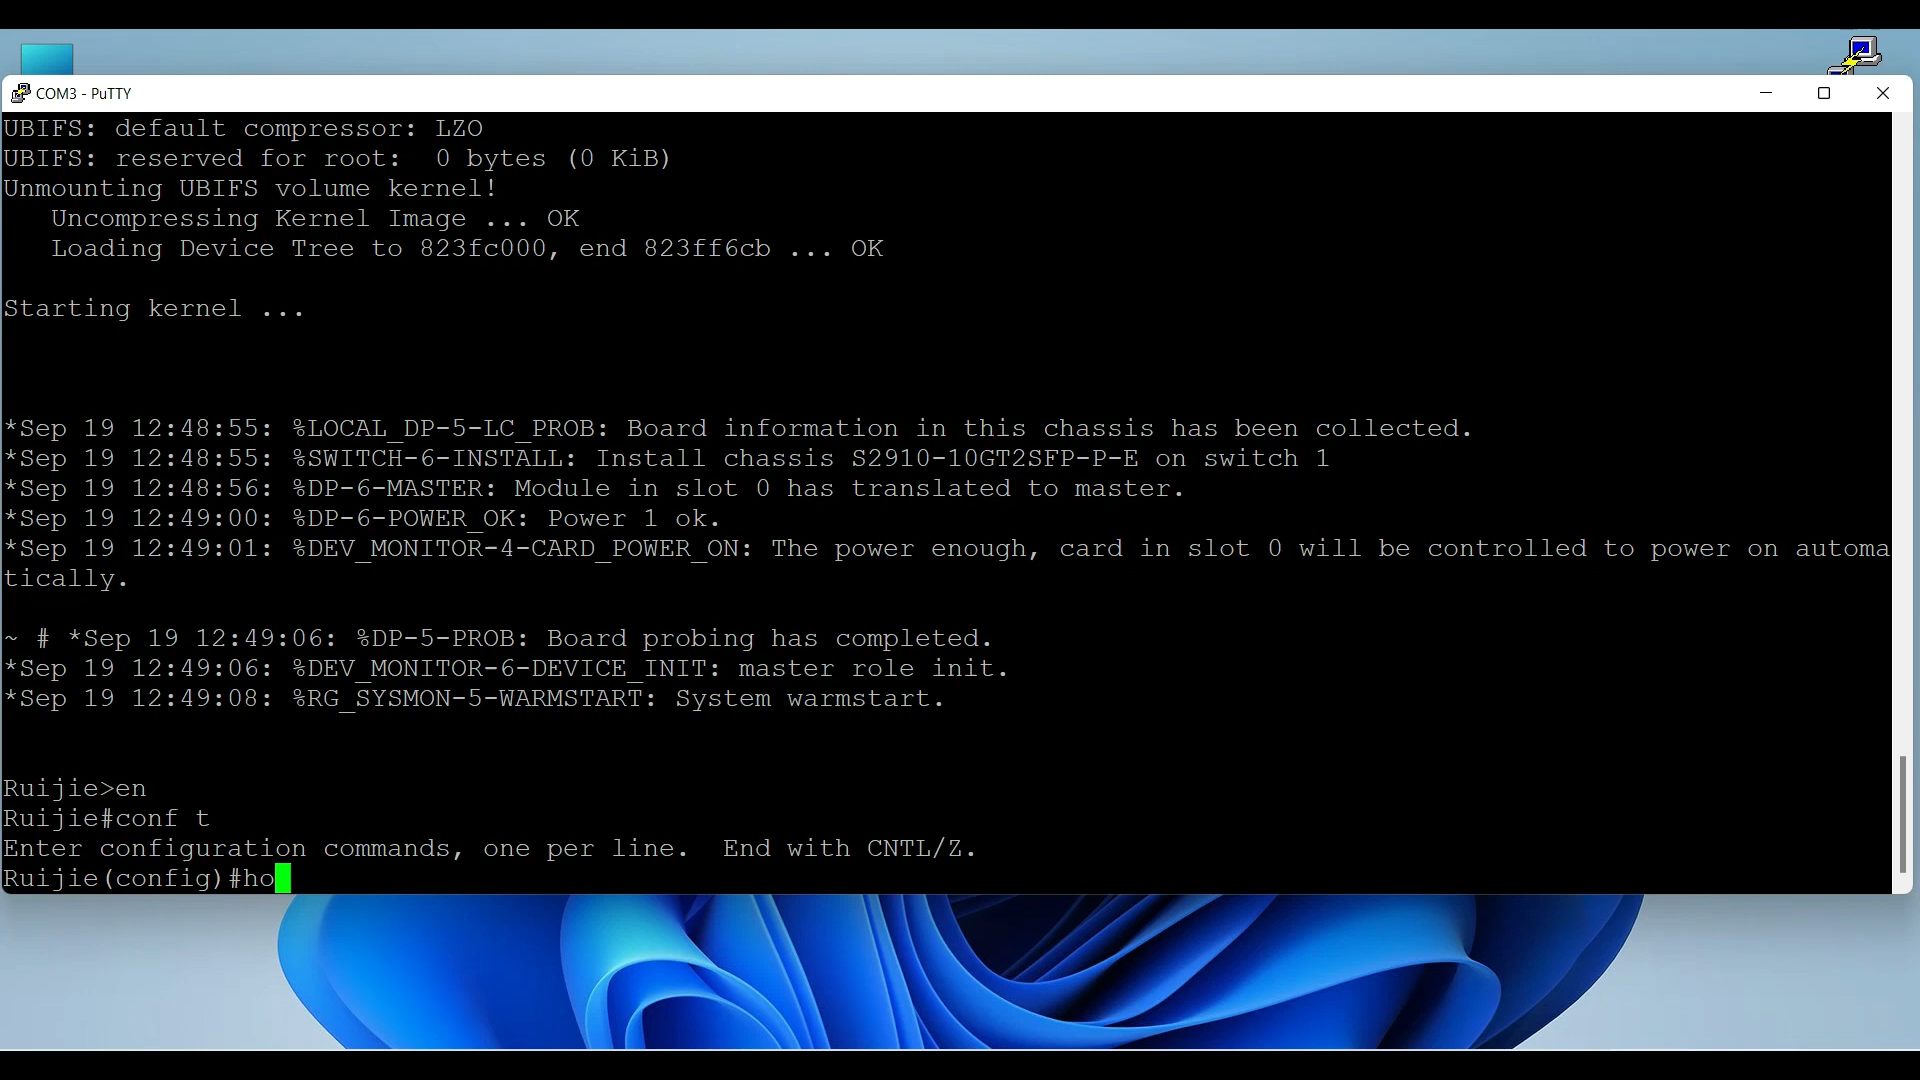 COM3 - PuTTY
UBIFS: default compressor: LZO
UBIFS: reserved for root:  0 bytes (0 KiB)
Unmounting UBIFS volume kernel!
   Uncompressing Kernel Image ... OK
   Loading Device Tree to 823fc000, end 823ff6cb ... OK
Starting kernel ...
*Sep 19 12:48:55: %LOCAL_DP-5-LC_PROB: Board information in this chassis has been collected.
*Sep 19 12:48:55: %SWITCH-6-INSTALL: Install chassis S2910-10GT2SFP-P-E on switch 1
*Sep 19 12:48:56: %DP-6-MASTER: Module in slot 0 has translated to master.
*Sep 19 12:49:00: %DP-6-POWER_OK: Power 1 ok.
*Sep 19 12:49:01: %DEV_MONITOR-4-CARD_POWER_ON: The power enough, card in slot 0 will be controlled to power on automa
tically.
~ # *Sep 19 12:49:06: %DP-5-PROB: Board probing has completed.
*Sep 19 12:49:06: %DEV_MONITOR-6-DEVICE_INIT: master role init.
*Sep 19 12:49:08: %RG_SYSMON-5-WARMSTART: System warmstart.
Ruijie>en
Ruijie#conf t
Enter configuration commands, one per line.  End with CNTL/Z.
Ruijie(config)#ho